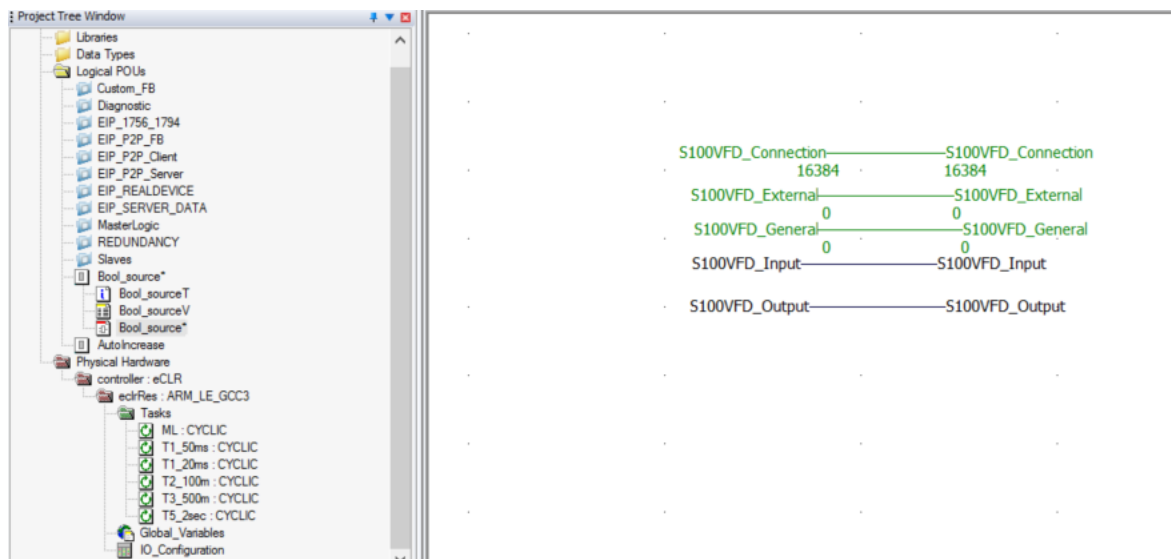 Project Tree Window
Libraries
Data Types
Logical POUs
Custom_FB
Diagnostic
EIP_1756_1794
EIP_P2P_FB
EIP_P2P_Client
EIP_P2P_Server
EIP_REALDEVICE
EIP_SERVER_DATA
MasterLogic
REDUNDANCY
Slaves
Bool_source*
Bool_sourceT
Bool_sourceV
Bool_source*
AutoIncrease
Physical Hardware
controller : eCLR
eclrRes : ARM_LE_GCC3
Tasks
ML : CYCLIC
T1_50ms : CYCLIC
T1_20ms : CYCLIC
T2_100m : CYCLIC
T3_500m : CYCLIC
T5_2sec : CYCLIC
Global_Variables
IO_Configuration
S100VFD_Connection S100VFD_Connection
16384 16384
S100VFD_External S100VFD_External
0 0
S100VFD_General S100VFD_General
0 0
S100VFD_Input S100VFD_Input
S100VFD_Output S100VFD_Output